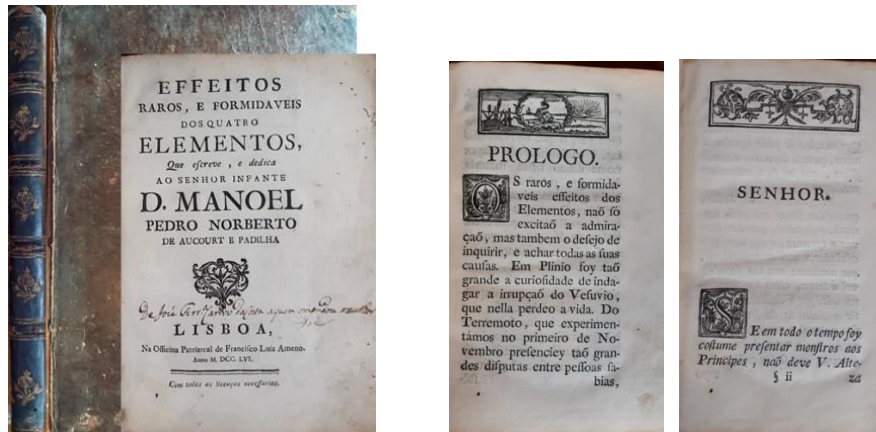 EFFEITOS
RAROS, E FORMIDAVEIS
DOS QUATRO
ELEMENTOS,
Que eſcreve, e dedica
AO SENHOR INFANTE
D. MANOEL
PEDRO NORBERTO
DE AUCOURT E PADILHA
De José
LISBOA,
Na Officina Patriarcal de Franciſco Luiz Ameno.
Anno M. DCC. LVI.
Com todas as licenças neceſſarias.
PROLOGO.
OS raros, e formida-
veis effeitos dos
Elementos, naõ ſó
excitaõ a admira-
çaõ, mas tambem o deſejo de
inquirir, e achar todas as ſuas
cauſas. Em Plinio foy taõ
grande a curioſidade de inda-
gar a irrupçaõ do Veſuvio,
que nella perdeo a vida. Do
Terremoto, que experimen-
támos no primeiro de No-
vembro preſenciey taõ gran-
des diſputas entre peſſoas ſa-
bias,
SENHOR.
SE em todo o tempo foy
coſtume preſentar monſtros aos
Principes, naõ deve V. Alte-
§ ii za